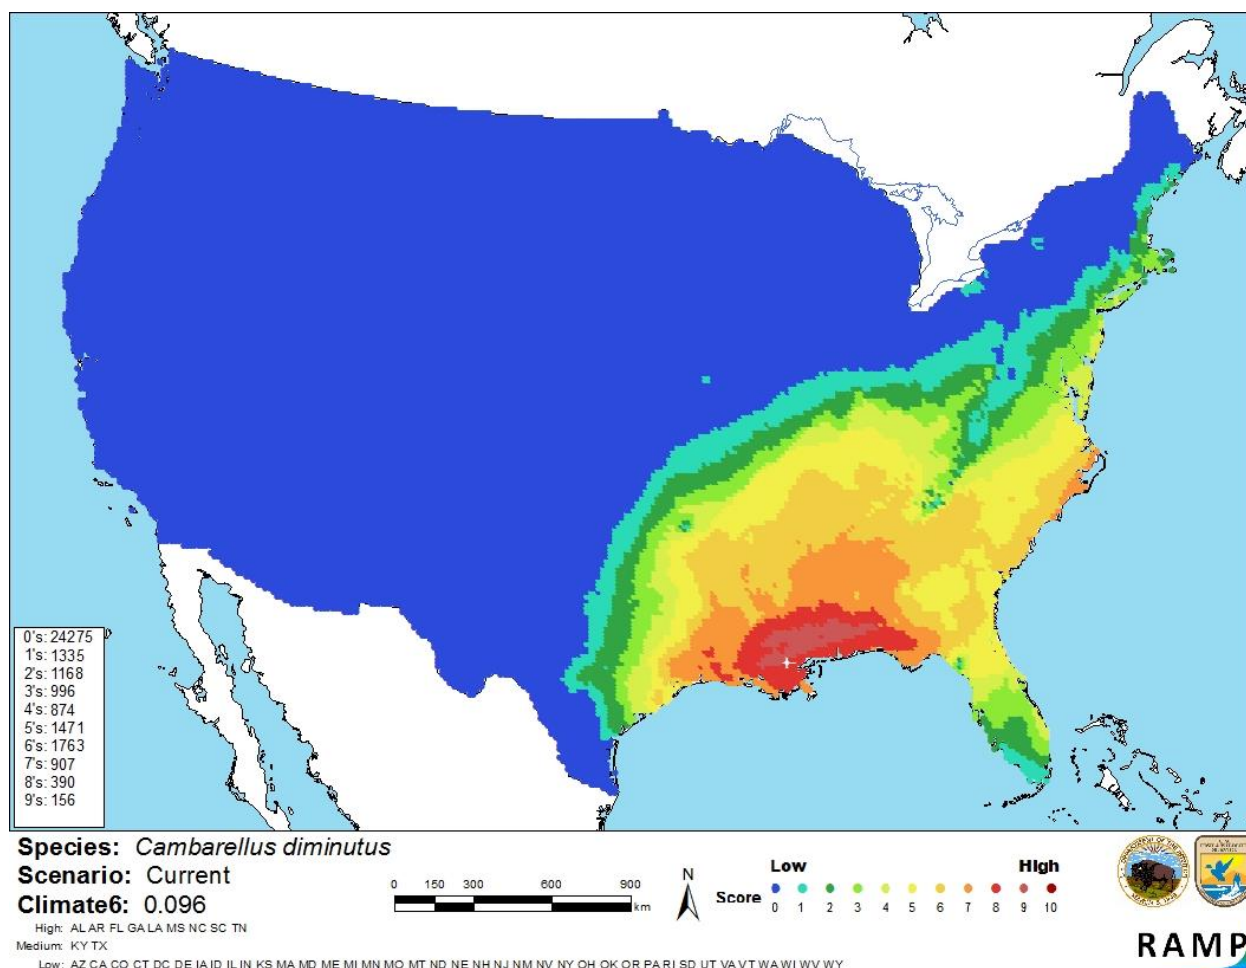 0's: 24275
1's: 1335
2's: 1168
3's: 996
4's: 874
5's: 1471
6's: 1763
7's: 907
8's: 390
9's: 156
Species: Cambarellus diminutus
Scenario: Current
Climate6: 0.096
High: AL AR FL GA LA MS NC SC TN
Medium: KY TX
Low: AZ CA CO CT DC DE IA ID IL IN KS MA MD ME MI MN MO MT ND NE NH NJ NM NV NY OH OK OR PA RI SD UT VA VT WA WI WV WY
0 150 300 600 900
km
N
Low High
Score 0 1 2 3 4 5 6 7 8 9 10
RAMP